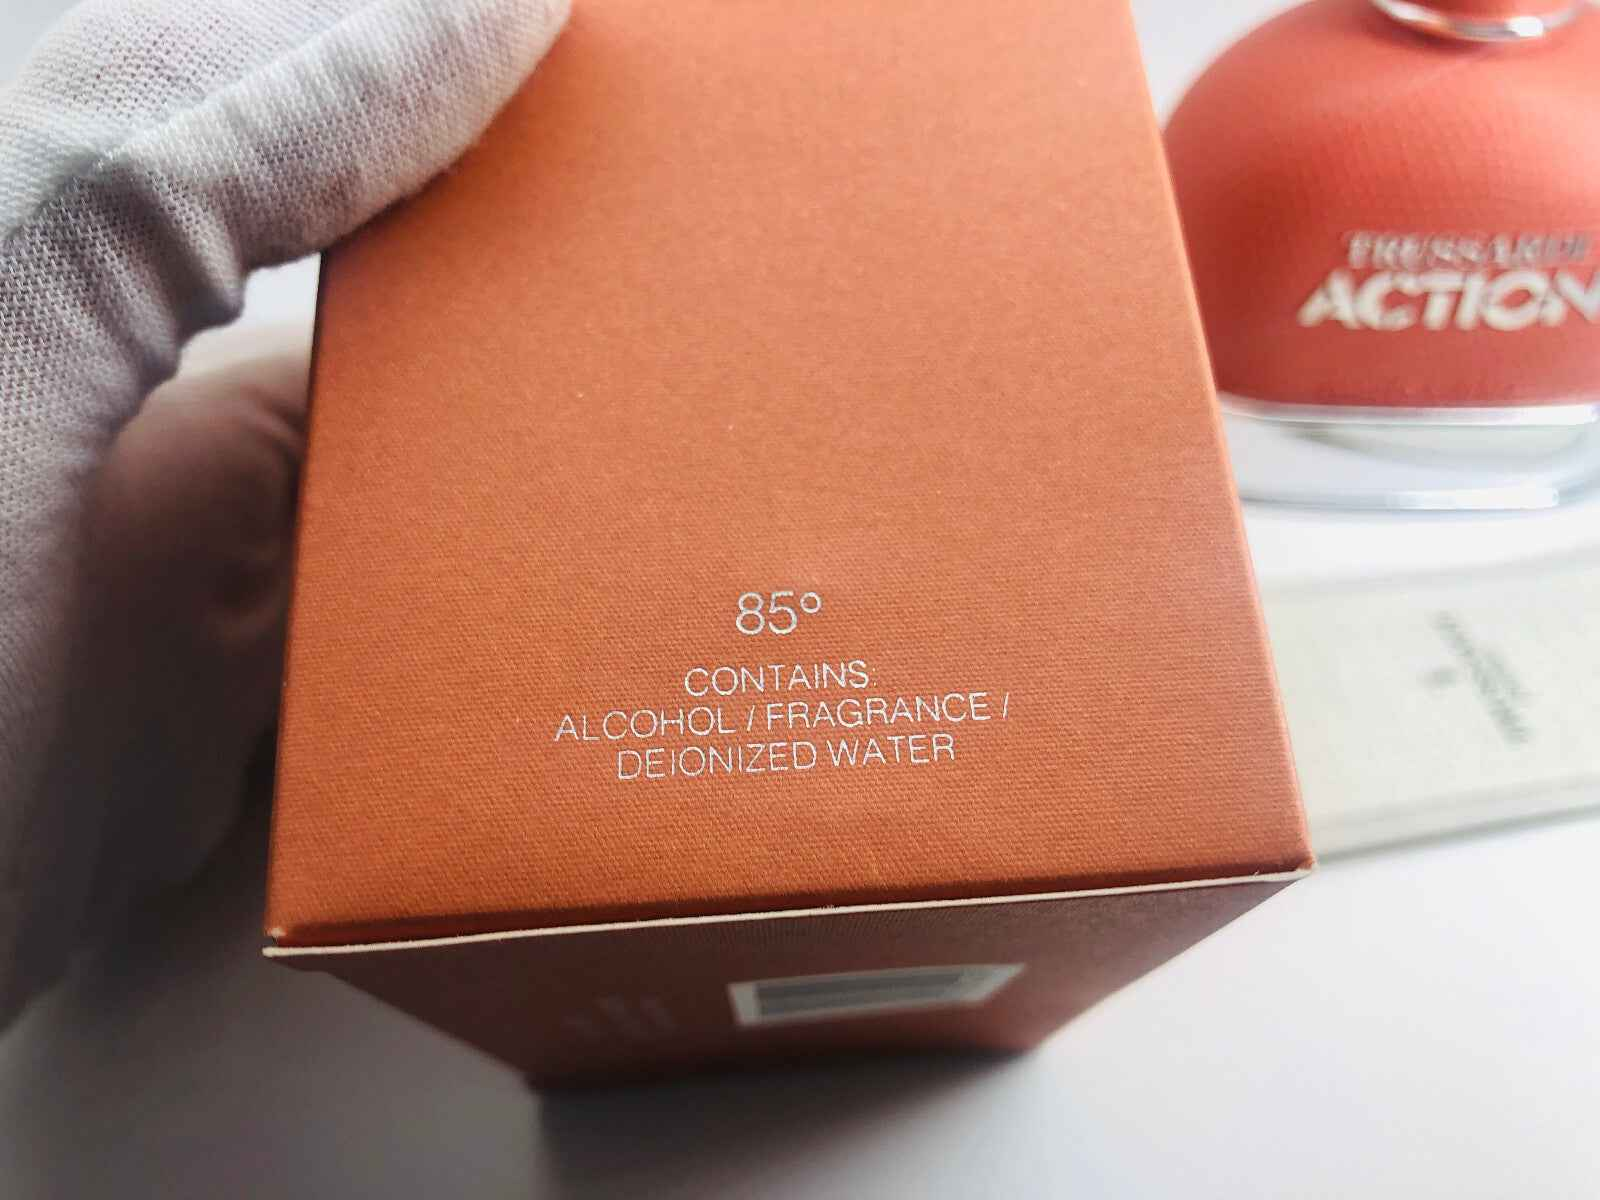 TRUSSARDI
ACTION
85°
CONTAINS:
ALCOHOL / FRAGRANCE /
DEIONIZED WATER